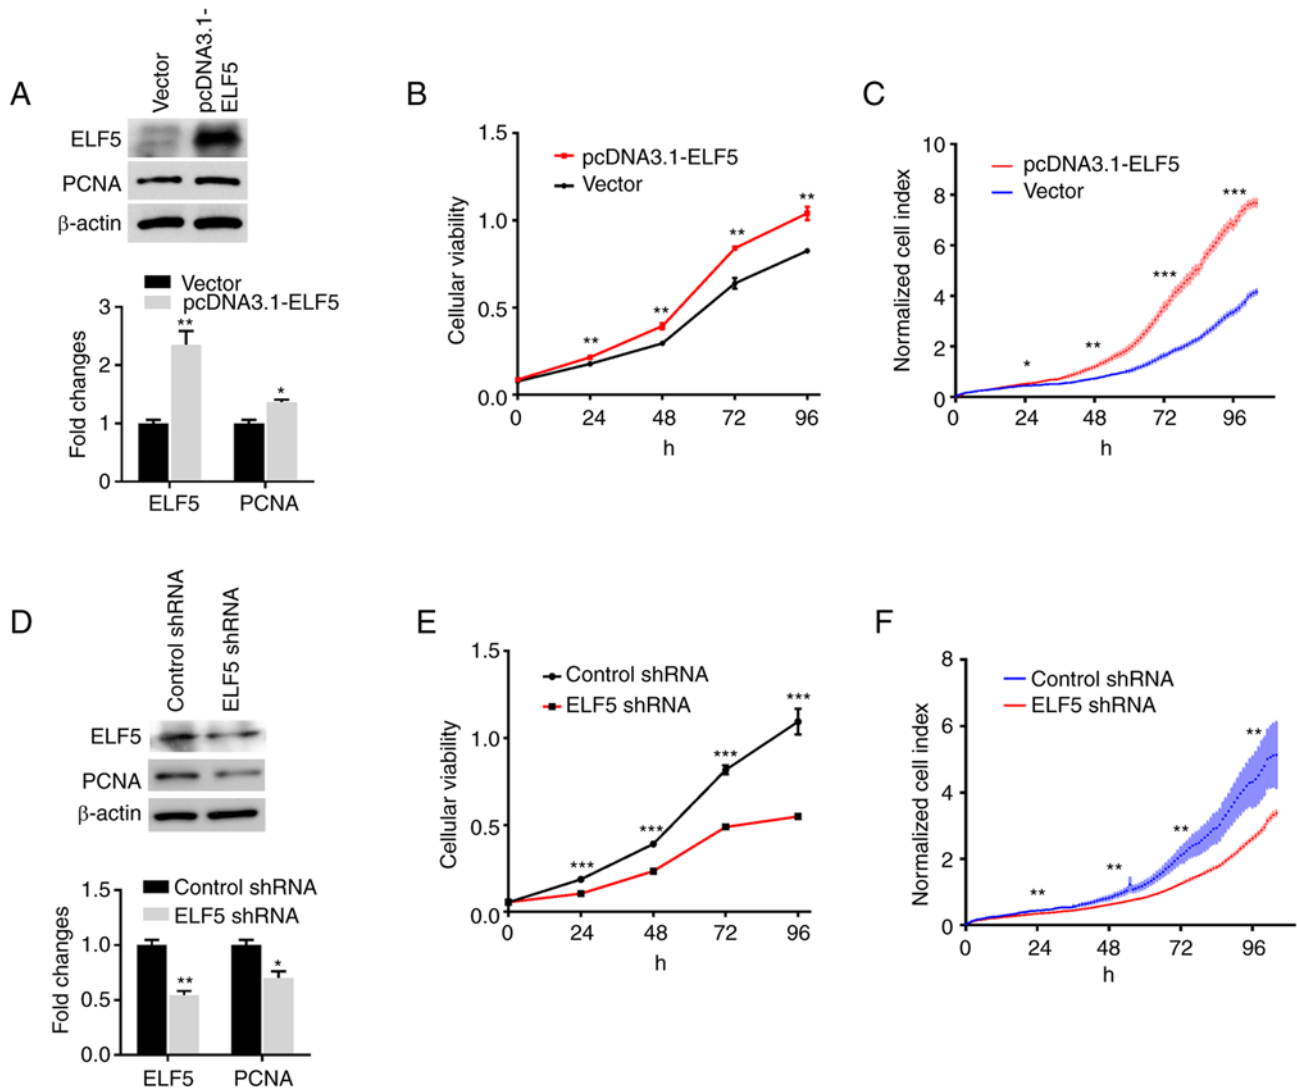 A
Vector
pcDNA3.1-
ELF5
ELF5
PCNA
β-actin
Vector
pcDNA3.1-ELF5
Fold changes
3
2
1
0
**
*
ELF5
PCNA
B
Cellular viability
1.5
1.0
0.5
0.0
pcDNA3.1-ELF5
Vector
**
**
**
**
0
24
48
72
96
h
C
Normalized cell index
10
8
6
4
2
0
pcDNA3.1-ELF5
Vector
*
**
***
***
0
24
48
72
96
h
D
Control shRNA
ELF5 shRNA
ELF5
PCNA
β-actin
Control shRNA
ELF5 shRNA
Fold changes
1.5
1.0
0.5
0.0
**
*
ELF5
PCNA
E
Cellular viability
1.5
1.0
0.5
0.0
Control shRNA
ELF5 shRNA
***
***
***
***
0
24
48
72
96
h
F
Normalized cell index
8
6
4
2
0
Control shRNA
ELF5 shRNA
**
**
**
**
0
24
48
72
96
h